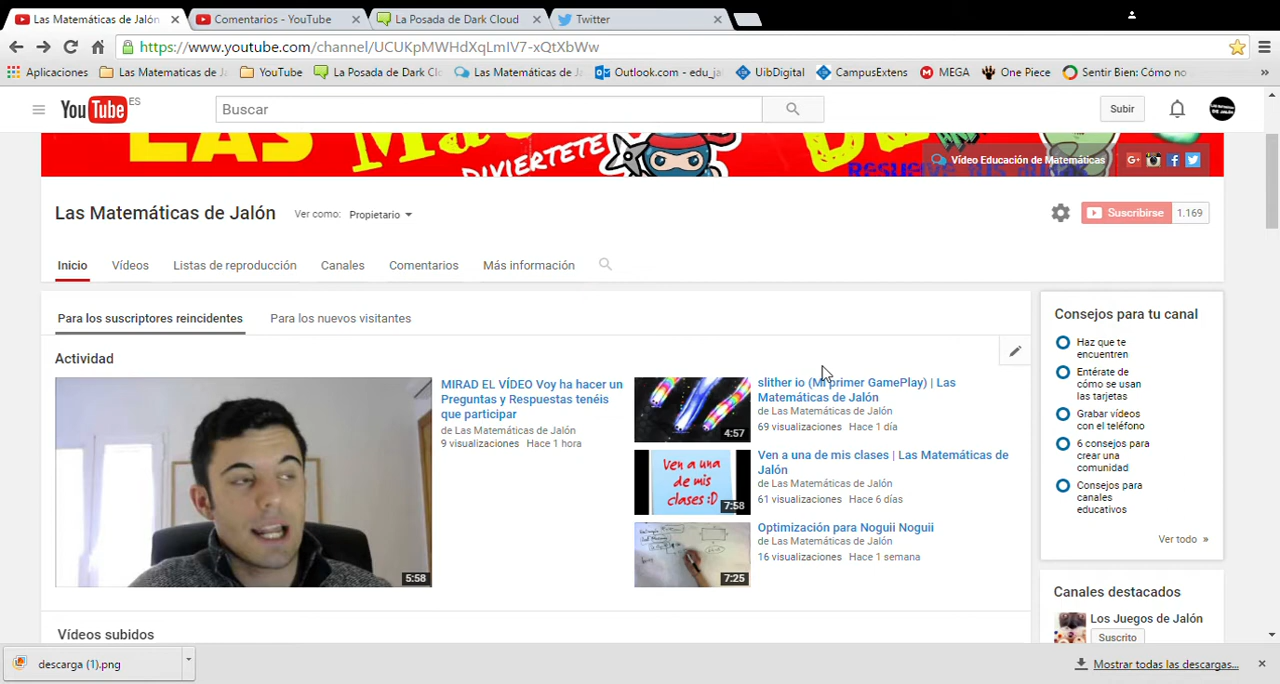 Las Matemáticas de Jalón
Comentarios - YouTube
La Posada de Dark Cloud
Twitter
https://www.youtube.com/channel/UCUKpMWHdXqLmIV7-xQtXbWw
Aplicaciones
Las Matematicas de J
YouTube
La Posada de Dark Clo
Las Matemáticas de J
Outlook.com - edu_ja
UibDigital
CampusExtens
MEGA
One Piece
Sentir Bien: Cómo no
YouTube ES
Buscar
Subir
LAS
DIVIERTETE
RESUELVE TUS DUDAS
Vídeo Educación de Matemáticas
Las Matemáticas de Jalón
Ver como:
Propietario
Suscribirse
1.169
Inicio
Vídeos
Listas de reproducción
Canales
Comentarios
Más información
Para los suscriptores reincidentes
Para los nuevos visitantes
Actividad
5:58
MIRAD EL VÍDEO Voy ha hacer un
Preguntas y Respuestas tenéis
que participar
de Las Matemáticas de Jalón
9 visualizaciones Hace 1 hora
4:57
slither io (Mi primer GamePlay) | Las
Matemáticas de Jalón
de Las Matemáticas de Jalón
69 visualizaciones Hace 1 día
Ven a una
de mis
clases :D
7:58
Ven a una de mis clases | Las Matemáticas de
Jalón
de Las Matemáticas de Jalón
61 visualizaciones Hace 6 días
7:25
Optimización para Noguii Noguii
de Las Matemáticas de Jalón
16 visualizaciones Hace 1 semana
Consejos para tu canal
Haz que te
encuentren
Entérate de
cómo se usan
las tarjetas
Grabar vídeos
con el teléfono
6 consejos para
crear una
comunidad
Consejos para
canales
educativos
Ver todo »
Canales destacados
Los Juegos de Jalón
Suscrito
Vídeos subidos
descarga (1).png
Mostrar todas las descargas...